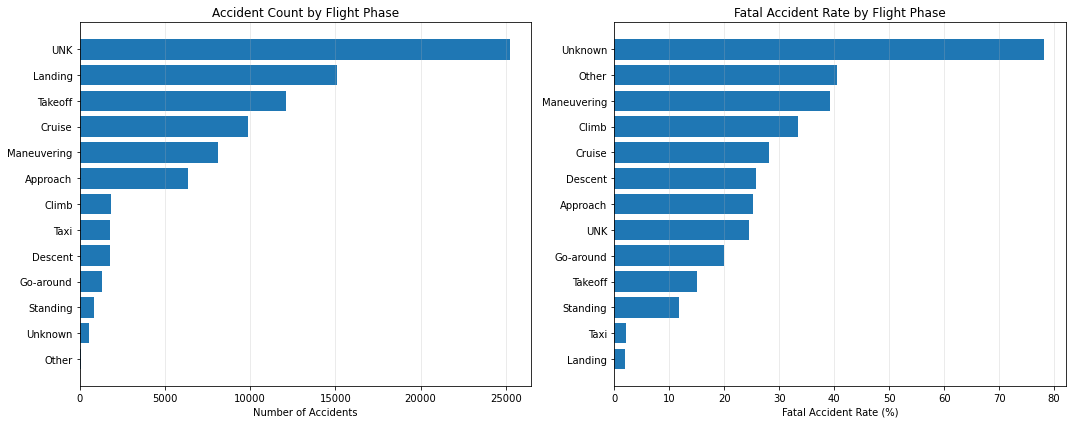 Accident Count by Flight Phase
UNK
Landing
Takeoff
Cruise
Maneuvering
Approach
Climb
Taxi
Descent
Go-around
Standing
Unknown
Other
0 5000 10000 15000 20000 25000
Number of Accidents
Fatal Accident Rate by Flight Phase
Unknown
Other
Maneuvering
Climb
Cruise
Descent
Approach
UNK
Go-around
Takeoff
Standing
Taxi
Landing
0 10 20 30 40 50 60 70 80
Fatal Accident Rate (%)